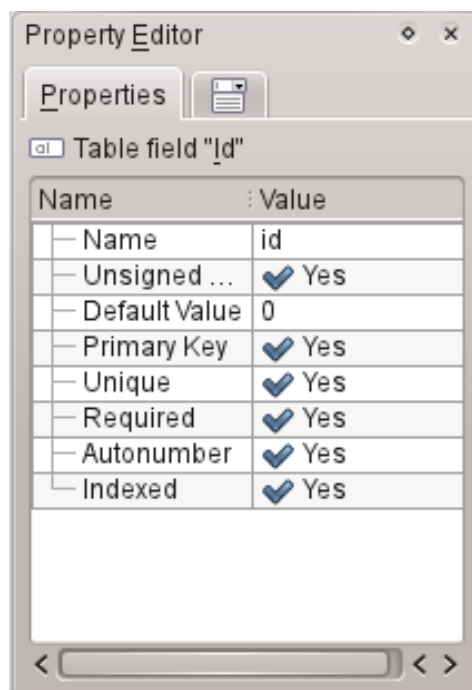 Property Editor
Properties
Table field "Id"
Name Value
Name id
Unsigned ... Yes
Default Value 0
Primary Key Yes
Unique Yes
Required Yes
Autonumber Yes
Indexed Yes